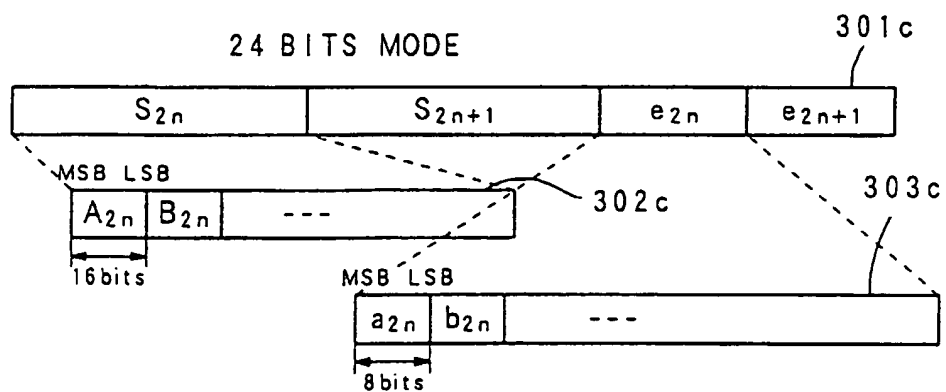 301c
24 BITS MODE
S2n S2n+1 e2n e2n+1
MSB LSB
302c
A2n B2n ---
303c
16bits
MSB LSB
a2n b2n ---
8bits